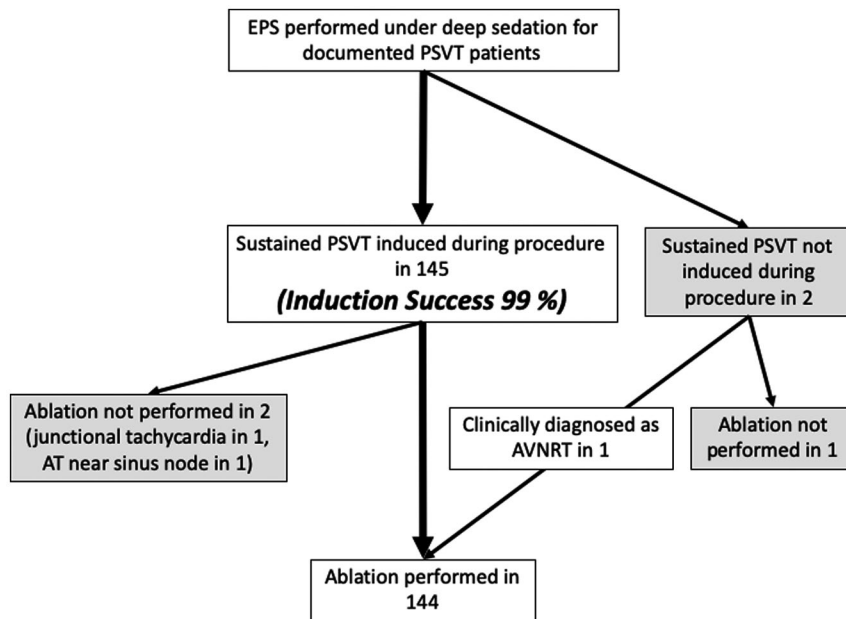 EPS performed under deep sedation for
documented PSVT patients
Sustained PSVT induced during procedure
in 145
(Induction Success 99 %)
Sustained PSVT not
induced during
procedure in 2
Ablation not performed in 2
(junctional tachycardia in 1,
AT near sinus node in 1)
Clinically diagnosed as
AVNRT in 1
Ablation not
performed in 1
Ablation performed in
144